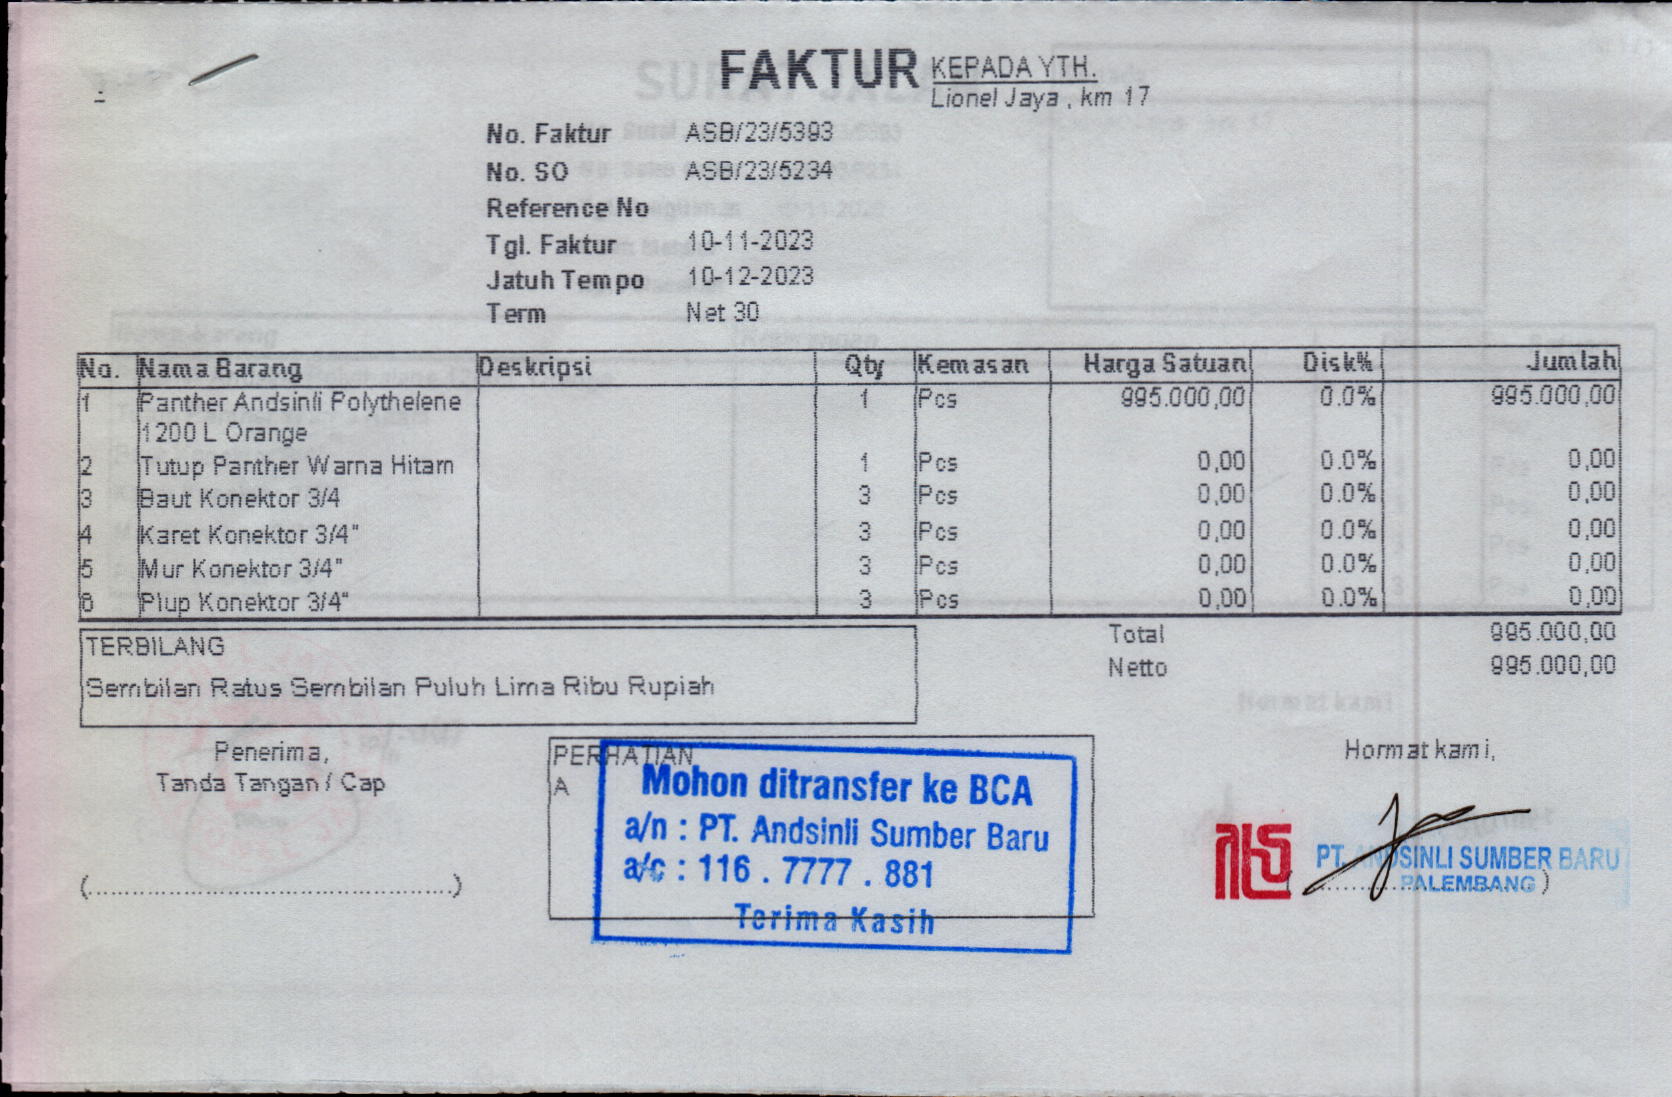 FAKTUR
KEPADA YTH.
Lionel Jaya , km 17
No. Faktur ASB/23/5393
No. SO ASB/23/5234
Reference No
Tgl. Faktur 10-11-2023
Jatuh Tempo 10-12-2023
Term Net 30
No. Nama Barang Deskripsi Qty Kemasan Harga Satuan Disk% Jumlah
1 Panther Andsinli Polythelene 1 Pcs 995.000,00 0.0% 995.000,00
1200 L Orange
2 Tutup Panther Warna Hitam 1 Pcs 0,00 0.0% 0,00
3 Baut Konektor 3/4 3 Pcs 0,00 0.0% 0,00
4 Karet Konektor 3/4" 3 Pcs 0,00 0.0% 0,00
5 Mur Konektor 3/4" 3 Pcs 0,00 0.0% 0,00
6 Plup Konektor 3/4" 3 Pcs 0,00 0.0% 0,00
TERBILANG
Sembilan Ratus Sembilan Puluh Lima Ribu Rupiah
Total 995.000,00
Netto 995.000,00
Penerima,
Tanda Tangan / Cap
(..................................................)
PERHATIAN
A
Mohon ditransfer ke BCA
a/n : PT. Andsinli Sumber Baru
a/c : 116 . 7777 . 881
Terima Kasih
Hormat kami,
PT. ANDSINLI SUMBER BARU
PALEMBANG